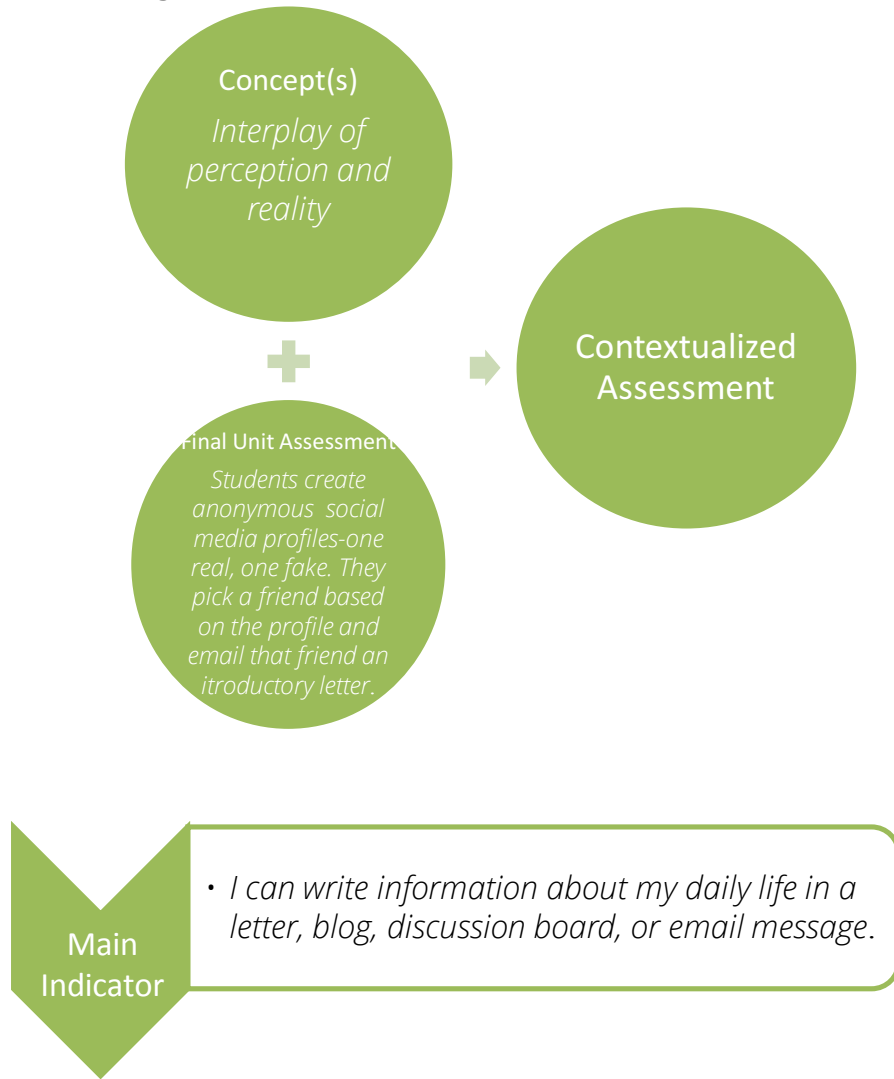 Concept(s)
Interplay of
perception and
reality
Contextualized
Assessment
Final Unit Assessment
Students create
anonymous social
media profiles-one
real, one fake. They
pick a friend based
on the profile and
email that friend an
itroductory letter.
Main
Indicator
• I can write information about my daily life in a
letter, blog, discussion board, or email message.